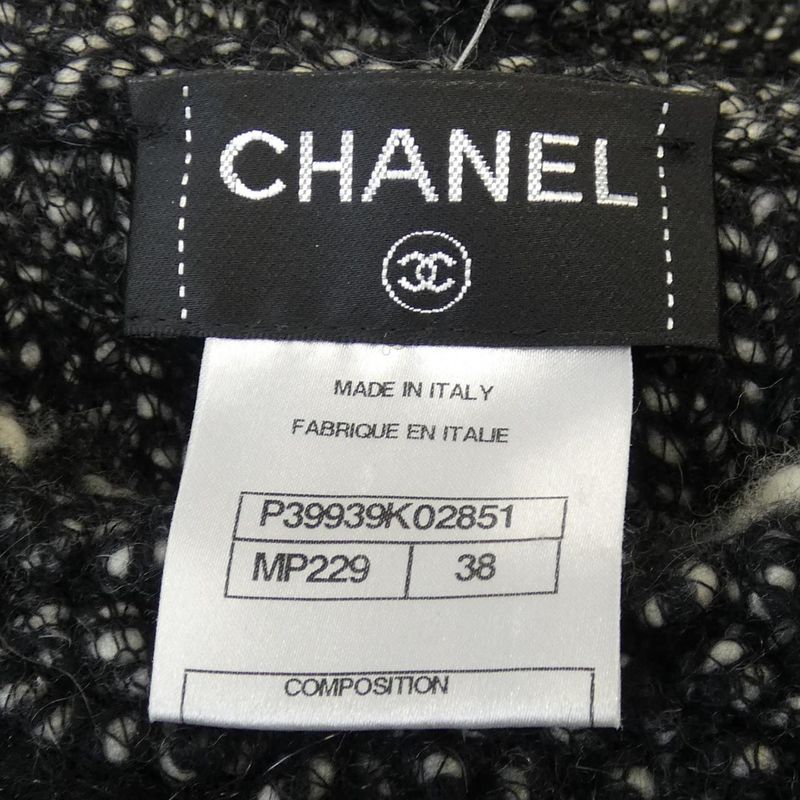 CHANEL
MADE IN ITALY
FABRIQUE EN ITALIE
P39939K02851
MP229 38
COMPOSITION